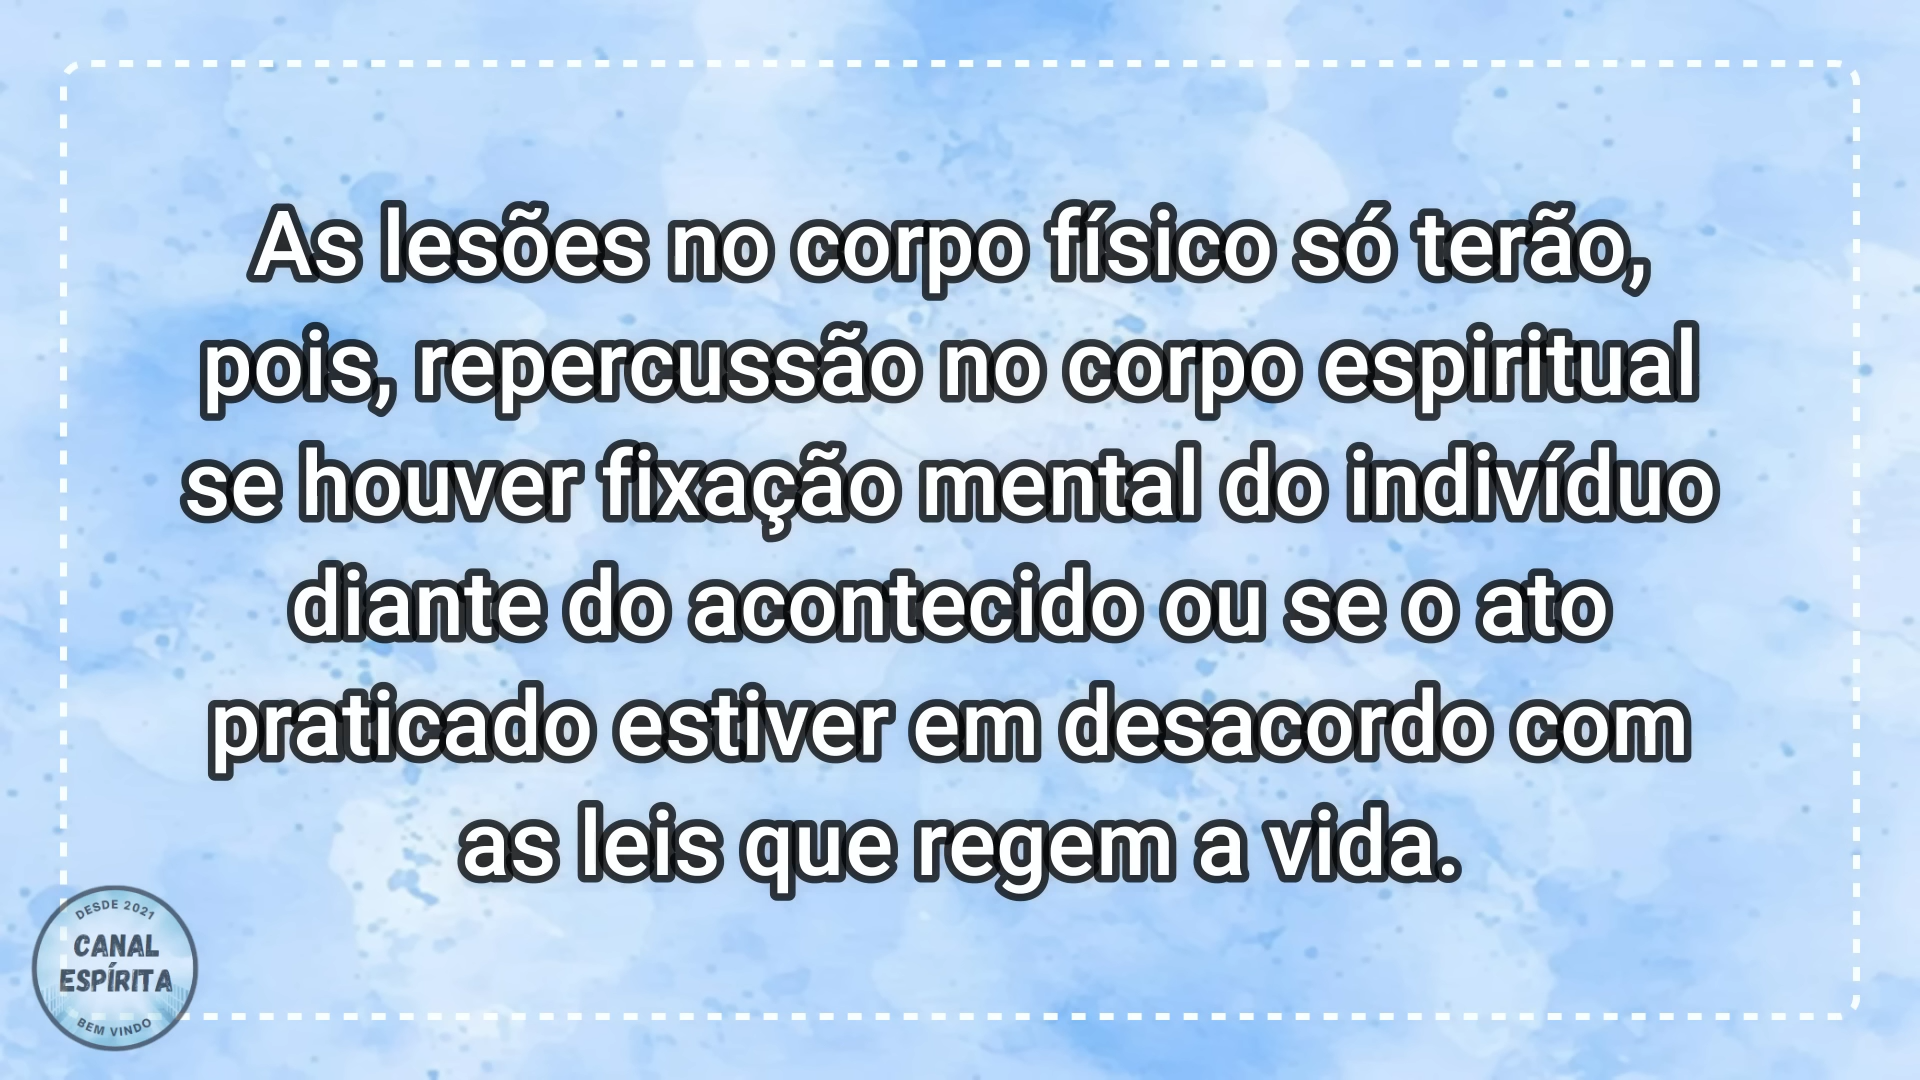 As lesões no corpo físico só terão,
pois, repercussão no corpo espiritual
se houver fixação mental do indivíduo
diante do acontecido ou se o ato
praticado estiver em desacordo com
as leis que regem a vida.
DESDE 2021
CANAL
ESPÍRITA
BEM VINDO